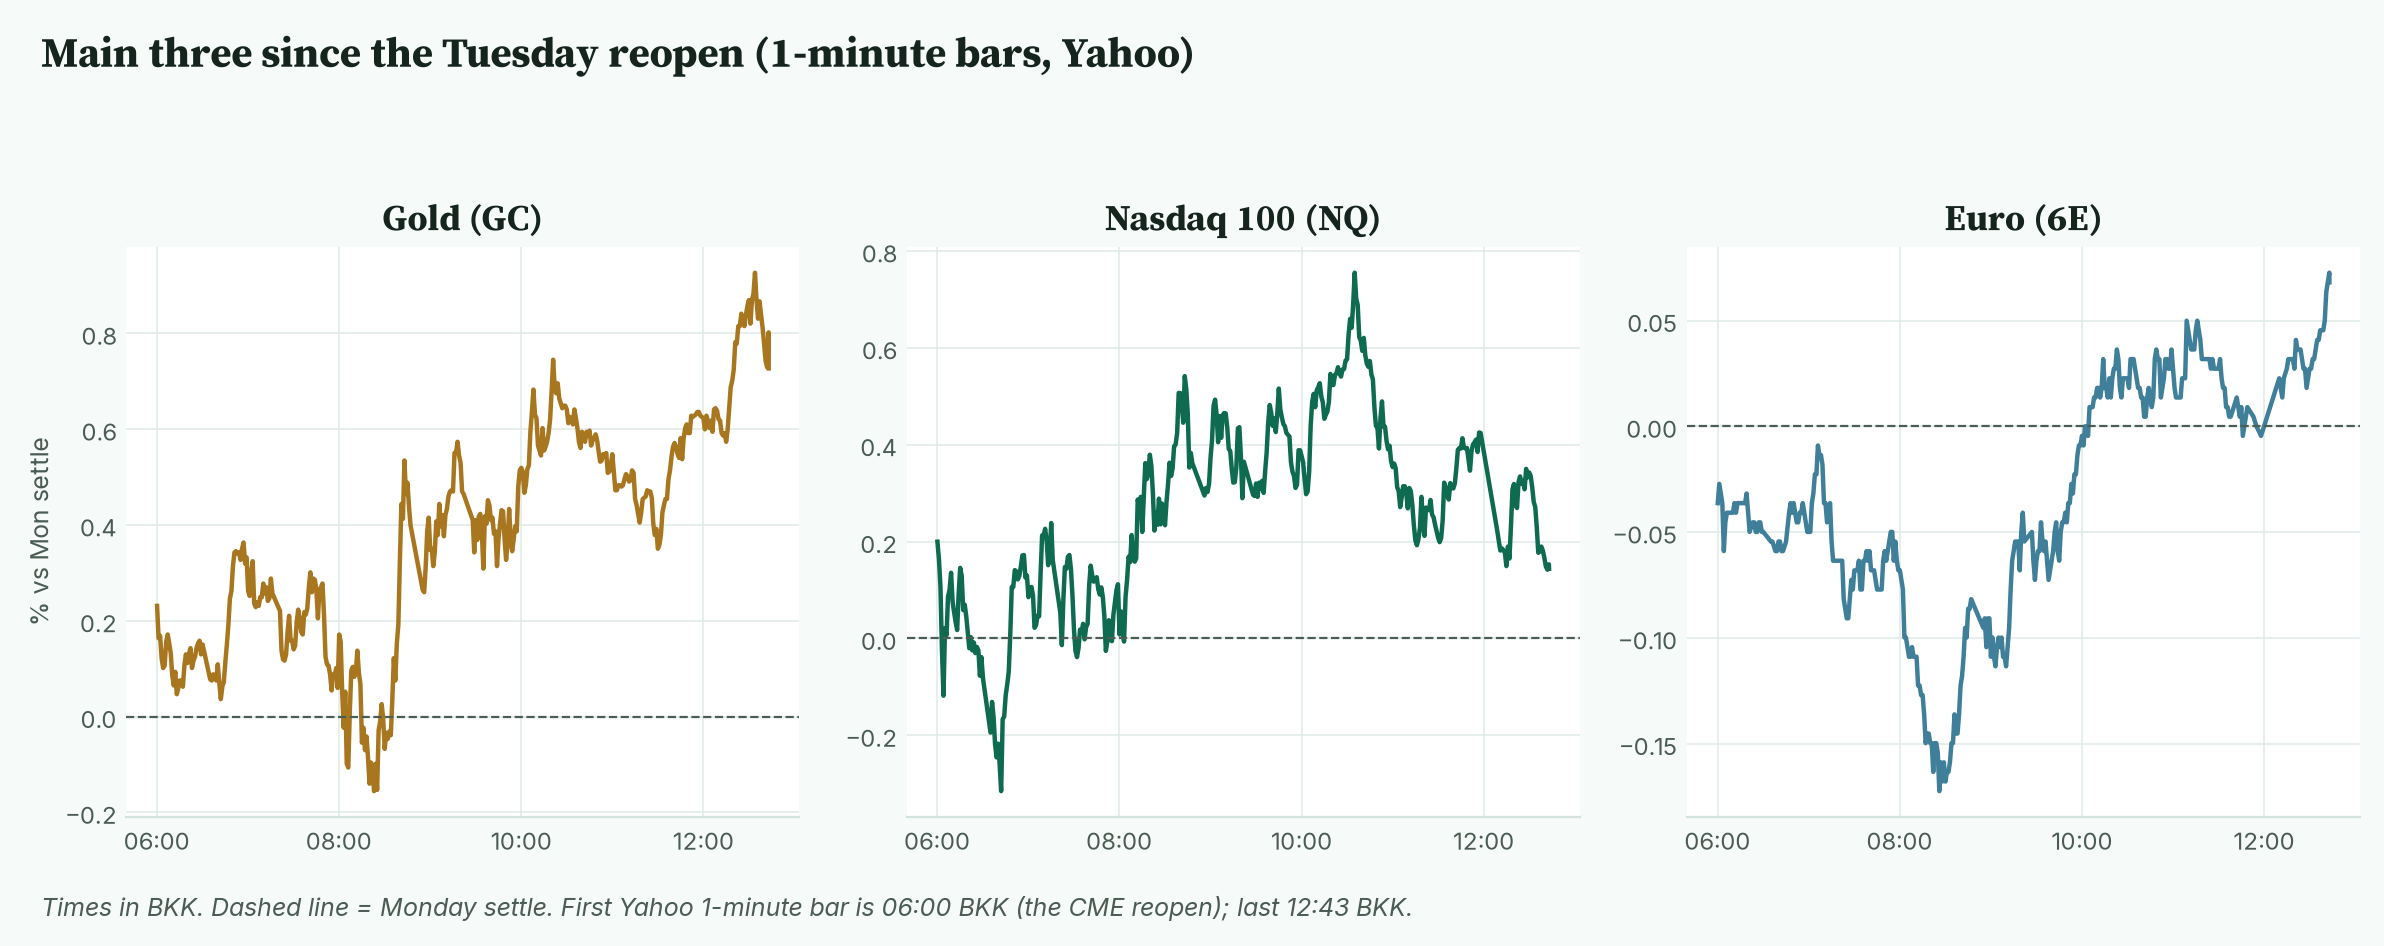 Main three since the Tuesday reopen (1-minute bars, Yahoo)
Gold (GC)
% vs Mon settle
0.8
0.6
0.4
0.2
0.0
−0.2
06:00 08:00 10:00 12:00
Nasdaq 100 (NQ)
0.8
0.6
0.4
0.2
0.0
−0.2
06:00 08:00 10:00 12:00
Euro (6E)
0.05
0.00
−0.05
−0.10
−0.15
06:00 08:00 10:00 12:00
Times in BKK. Dashed line = Monday settle. First Yahoo 1-minute bar is 06:00 BKK (the CME reopen); last 12:43 BKK.